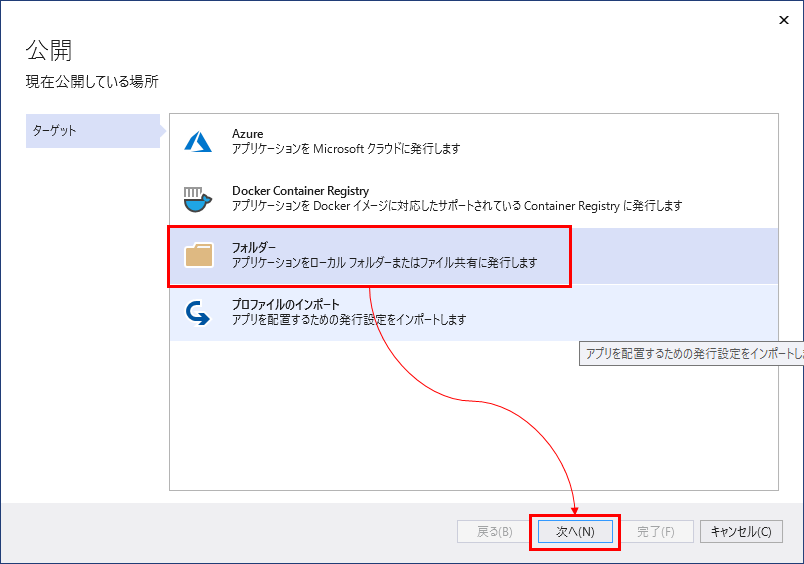 公開
現在公開している場所
ターゲット
Azure
アプリケーションを Microsoft クラウドに発行します
Docker Container Registry
アプリケーションを Docker イメージに対応したサポートされている Container Registry に発行します
フォルダー
アプリケーションをローカル フォルダーまたはファイル共有に発行します
プロファイルのインポート
アプリを配置するための発行設定をインポートします
アプリを配置するための発行設定をインポートしま
戻る(B)
次へ(N)
完了(F)
キャンセル(C)